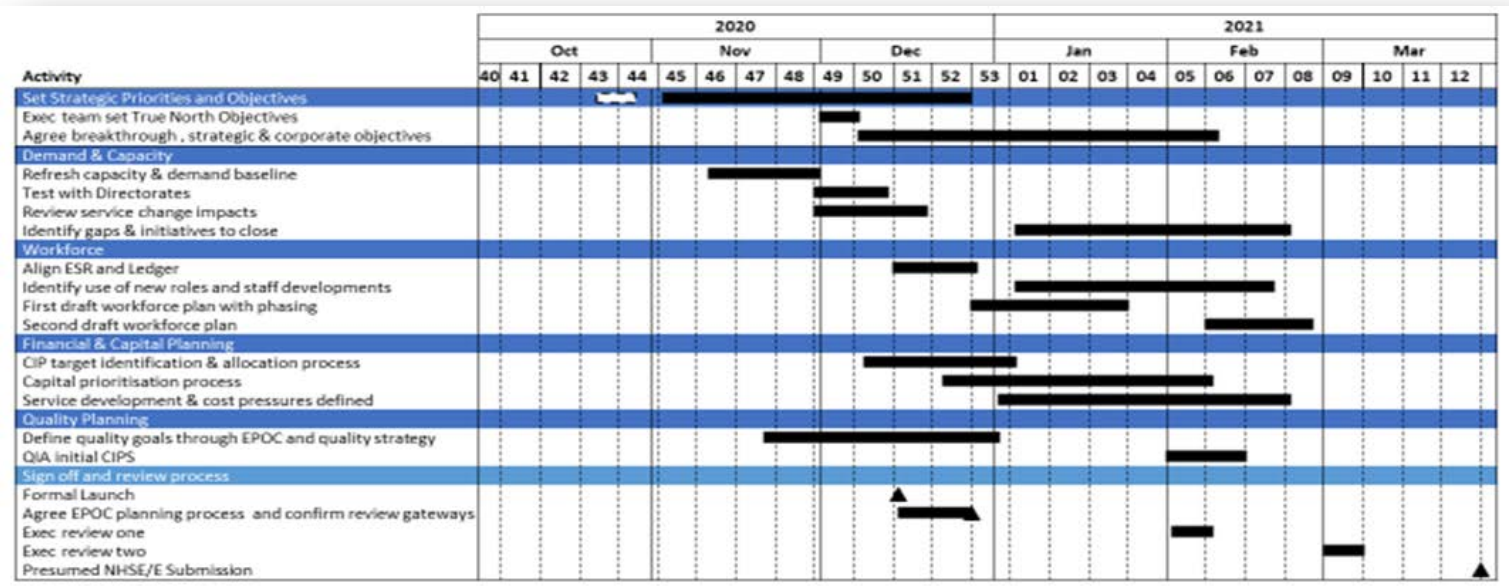 2020 2021
Oct Nov Dec Jan Feb Mar
Activity 40 41 42 43 44 45 46 47 48 49 50 51 52 53 01 02 03 04 05 06 07 08 09 10 11 12
Set Strategic Priorities and Objectives
Exec team set True North Objectives
Agree breakthrough , strategic & corporate objectives
Demand & Capacity
Refresh capacity & demand baseline
Test with Directorates
Review service change impacts
Identify gaps & initiatives to close
Workforce
Align ESR and Ledger
Identify use of new roles and staff developments
First draft workforce plan with phasing
Second draft workforce plan
Financial & Capital Planning
CIP target identification & allocation process
Capital prioritisation process
Service development & cost pressures defined
Quality Planning
Define quality goals through EPOC and quality strategy
QIA initial CIPS
Sign off and review process
Formal Launch
Agree EPOC planning process and confirm review gateways
Exec review one
Exec review two
Presumed NHSE/E Submission